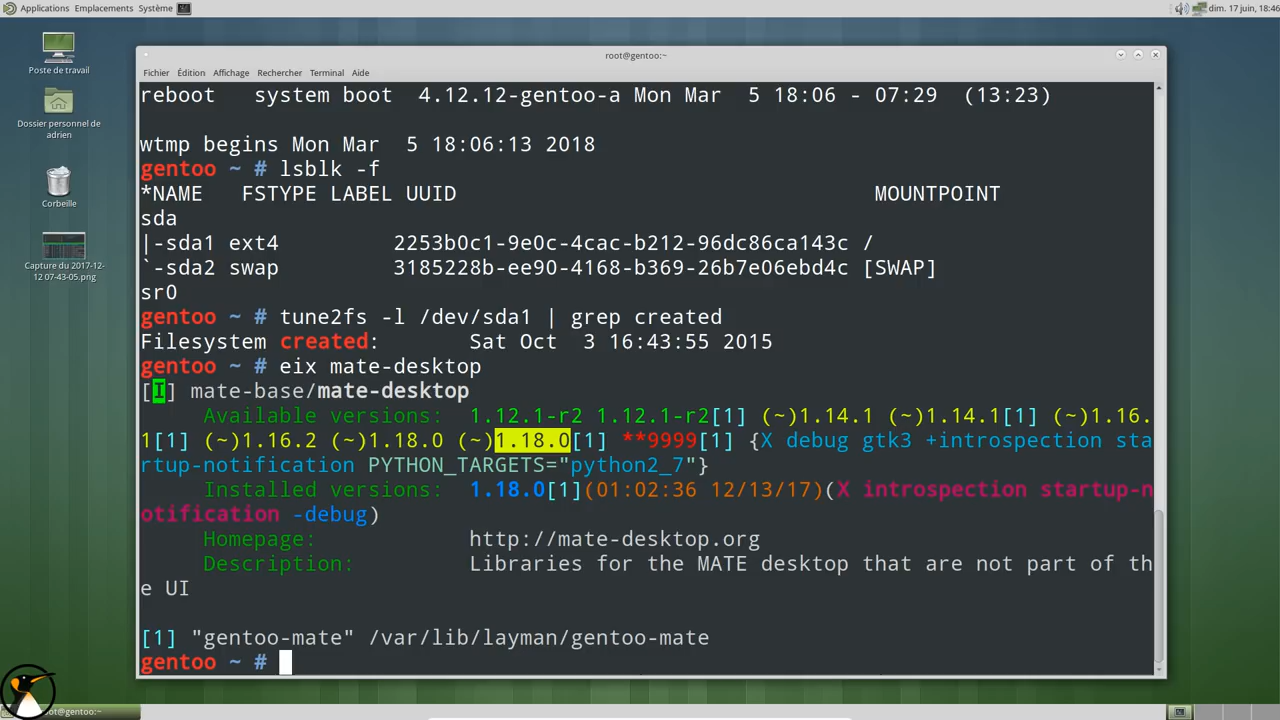 Applications Emplacements Système
dim. 17 juin, 18:46
Poste de travail
Dossier personnel de
adrien
Corbeille
Capture du 2017-12-
12 07-43-05.png
root@gentoo:~
Fichier Édition Affichage Rechercher Terminal Aide
reboot   system boot  4.12.12-gentoo-a Mon Mar  5 18:06 - 07:29  (13:23)
wtmp begins Mon Mar  5 18:06:13 2018
gentoo ~ # lsblk -f
*NAME   FSTYPE LABEL UUID                                 MOUNTPOINT
sda
|-sda1 ext4         2253b0c1-9e0c-4cac-b212-96dc86ca143c /
`-sda2 swap         3185228b-ee90-4168-b369-26b7e06ebd4c [SWAP]
sr0
gentoo ~ # tune2fs -l /dev/sda1 | grep created
Filesystem created:       Sat Oct  3 16:43:55 2015
gentoo ~ # eix mate-desktop
[I] mate-base/mate-desktop
     Available versions:  1.12.1-r2 1.12.1-r2[1] (~)1.14.1 (~)1.14.1[1] (~)1.16.
1[1] (~)1.16.2 (~)1.18.0 (~)1.18.0[1] **9999[1] {X debug gtk3 +introspection sta
rtup-notification PYTHON_TARGETS="python2_7"}
     Installed versions:  1.18.0[1](01:02:36 12/13/17)(X introspection startup-n
otification -debug)
     Homepage:            http://mate-desktop.org
     Description:         Libraries for the MATE desktop that are not part of th
e UI
[1] "gentoo-mate" /var/lib/layman/gentoo-mate
gentoo ~ #
root@gentoo:~